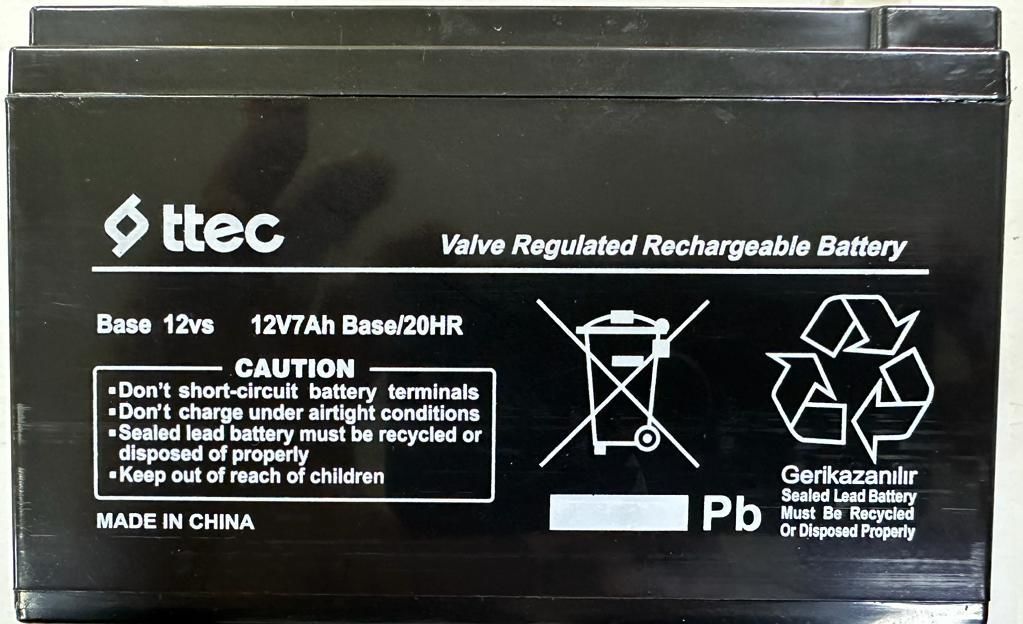 ttec
Valve Regulated Rechargeable Battery
Base 12vs 12V7Ah Base/20HR
CAUTION
▪Don't short-circuit battery terminals
▪Don't charge under airtight conditions
▪Sealed lead battery must be recycled or
disposed of properly
▪Keep out of reach of children
MADE IN CHINA
Pb
Gerikazanılır
Sealed Lead Battery
Must Be Recycled
Or Disposed Properly